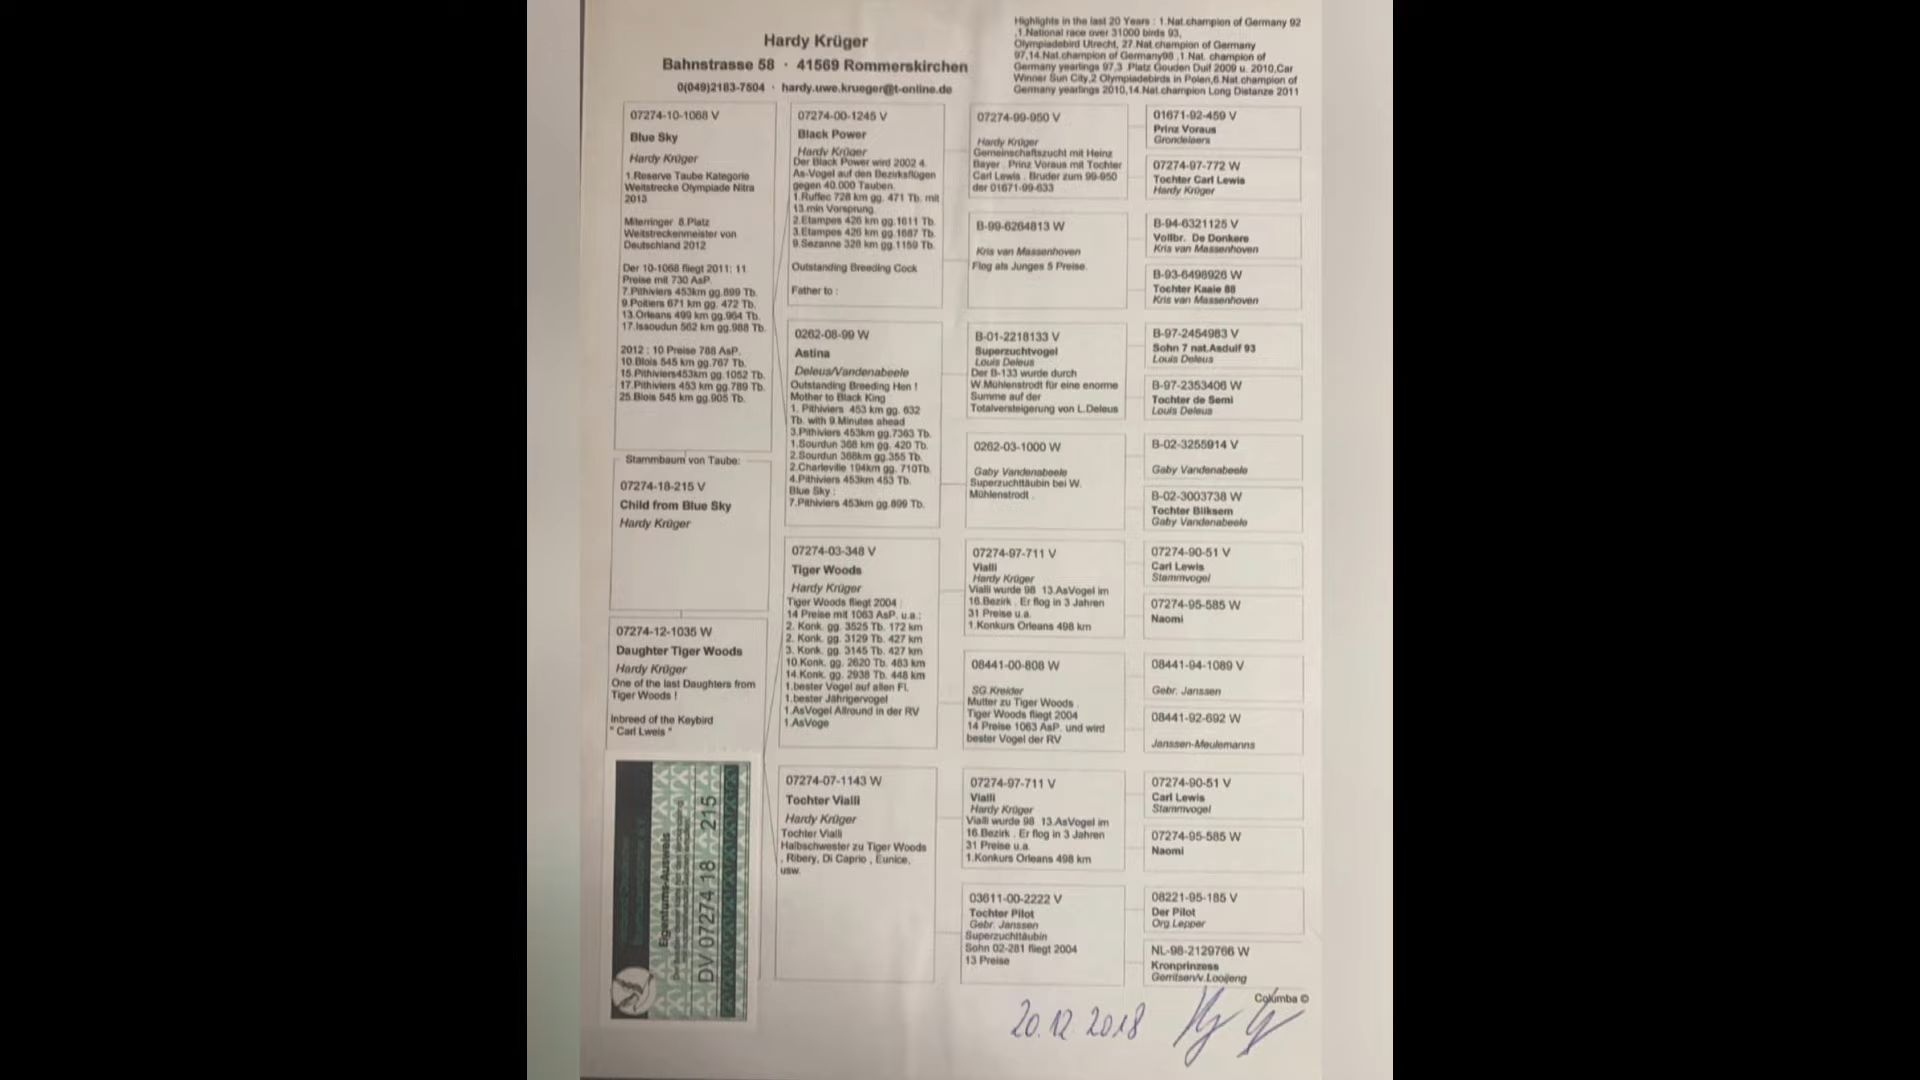 Hardy Krüger
Bahnstrasse 58 · 41569 Rommerskirchen
0(049)2183-7504 · hardy.uwe.krueger@t-online.de
Highlights in the last 20 Years : 1.Nat.champion of Germany 92
,1.National race over 31000 birds 93,
Olympiadebird Utrecht, 27.Nat.champion of Germany
97,14.Nat.champion of Germany98 ,1.Nat. champion of
Germany yearlings 97,3 .Platz Gouden Duif 2009 u. 2010,Car
Winner Sun City,2 Olympiadebirds in Polen,6.Nat.champion of
Germany yearlings 2010,14.Nat.champion Long Distanze 2011
07274-10-1068 V
Blue Sky
Hardy Krüger
1.Reserve Taube Kategorie
Weitstrecke Olympiade Nitra
2013
Miterringer 8.Platz
Weitstreckenmeister von
Deutschland 2012
Der 10-1068 fliegt 2011: 11
Preise mit 730 AsP.
7.Pithiviers 453km gg.899 Tb.
9.Poitiers 671 km gg. 472 Tb.
13.Orleans 499 km gg.964 Tb.
17.Issoudun 562 km gg.988 Tb.
2012 : 10 Preise 788 AsP.
10.Blois 545 km gg.767 Tb.
15.Pithiviers453km gg.1052 Tb.
17.Pithiviers 453 km gg.789 Tb.
25.Blois 545 km gg.905 Tb.
Stammbaum von Taube:
07274-18-215 V
Child from Blue Sky
Hardy Krüger
07274-12-1035 W
Daughter Tiger Woods
Hardy Krüger
One of the last Daughters from
Tiger Woods !
Inbreed of the Keybird
" Carl Lweis "
Eigentums-Ausweis
DV 07274 18 215
07274-00-1245 V
Black Power
Hardy Krüger
Der Black Power wird 2002 4.
As-Vogel auf den Bezirksflügen
gegen 40.000 Tauben.
1.Ruffec 728 km gg. 471 Tb. mit
13.min Vorsprung.
2.Etampes 426 km gg.1611 Tb.
3.Etampes 426 km gg.1687 Tb.
9.Sezanne 328 km gg.1159 Tb.
Outstanding Breeding Cock
Father to :
0262-08-99 W
Astina
Deleus/Vandenabeele
Outstanding Breeding Hen !
Mother to Black King
1. Pithiviers 453 km gg. 632
Tb. with 9.Minutes ahead
3.Pithiviers 453km gg.7363 Tb.
1.Sourdun 368 km gg. 420 Tb.
2.Sourdun 368km gg.355 Tb.
2.Charleville 194km gg. 710Tb.
4.Pithiviers 453km 453 Tb.
Blue Sky :
7.Pithiviers 453km gg.899 Tb.
07274-03-348 V
Tiger Woods
Hardy Krüger
Tiger Woods fliegt 2004 :
14 Preise mit 1063 AsP. u.a.:
2. Konk. gg. 3525 Tb. 172 km
2. Konk. gg. 3129 Tb. 427 km
3. Konk. gg. 3145 Tb. 427 km
10.Konk. gg. 2620 Tb. 483 km
14.Konk. gg. 2938 Tb. 448 km
1.bester Vogel auf allen Fl.
1.bester Jährigervogel
1.AsVogel Allround in der RV
1.AsVoge
07274-07-1143 W
Tochter Vialli
Hardy Krüger
Tochter Vialli
Halbschwester zu Tiger Woods
, Ribery, Di Caprio , Eunice,
usw.
07274-99-950 V
Hardy Krüger
Gemeinschaftszucht mit Heinz
Bayer . Prinz Voraus mit Tochter
Carl Lewis . Bruder zum 99-950
der 01671-99-633
B-99-6264813 W
Kris van Massenhoven
Flog als Junges 5 Preise.
B-01-2218133 V
Superzuchtvogel
Louis Deleus
Der B-133 wurde durch
W.Mühlenstrodt für eine enorme
Summe auf der
Totalversteigerung von L.Deleus
0262-03-1000 W
Gaby Vandenabeele
Superzuchttäubin bei W.
Mühlenstrodt .
07274-97-711 V
Vialli
Hardy Krüger
Vialli wurde 98 13.AsVogel im
16.Bezirk . Er flog in 3 Jahren
31 Preise u.a.
1.Konkurs Orleans 498 km
08441-00-808 W
SG.Kreider
Mutter zu Tiger Woods .
Tiger Woods fliegt 2004
14 Preise 1063 AsP. und wird
bester Vogel der RV
07274-97-711 V
Vialli
Hardy Krüger
Vialli wurde 98 13.AsVogel im
16.Bezirk . Er flog in 3 Jahren
31 Preise u.a.
1.Konkurs Orleans 498 km
03611-00-2222 V
Tochter Pilot
Gebr. Janssen
Superzuchttäubin
Sohn 02-281 fliegt 2004
13 Preise
01671-92-459 V
Prinz Voraus
Grondelaers
07274-97-772 W
Tochter Carl Lewis
Hardy Krüger
B-94-6321125 V
Vollbr. De Donkere
Kris van Massenhoven
B-93-6498926 W
Tochter Kaaie 88
Kris van Massenhoven
B-97-2454983 V
Sohn 7 nat.Asduif 93
Louis Deleus
B-97-2353406 W
Tochter de Semi
Louis Deleus
B-02-3255914 V
Gaby Vandenabeele
B-02-3003738 W
Tochter Bliksem
Gaby Vandenabeele
07274-90-51 V
Carl Lewis
Stammvogel
07274-95-585 W
Naomi
08441-94-1089 V
Gebr. Janssen
08441-92-692 W
Janssen-Meulemanns
07274-90-51 V
Carl Lewis
Stammvogel
07274-95-585 W
Naomi
08221-95-185 V
Der Pilot
Org.Lepper
NL-98-2129766 W
Kronprinzess
Gerritsen/v.Looijeng
Columba ©
20.12.2018